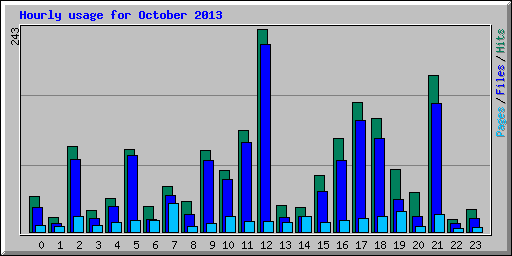 Hourly usage for October 2013
243
Pages / Files / Hits
0 1 2 3 4 5 6 7 8 9 10 11 12 13 14 15 16 17 18 19 20 21 22 23